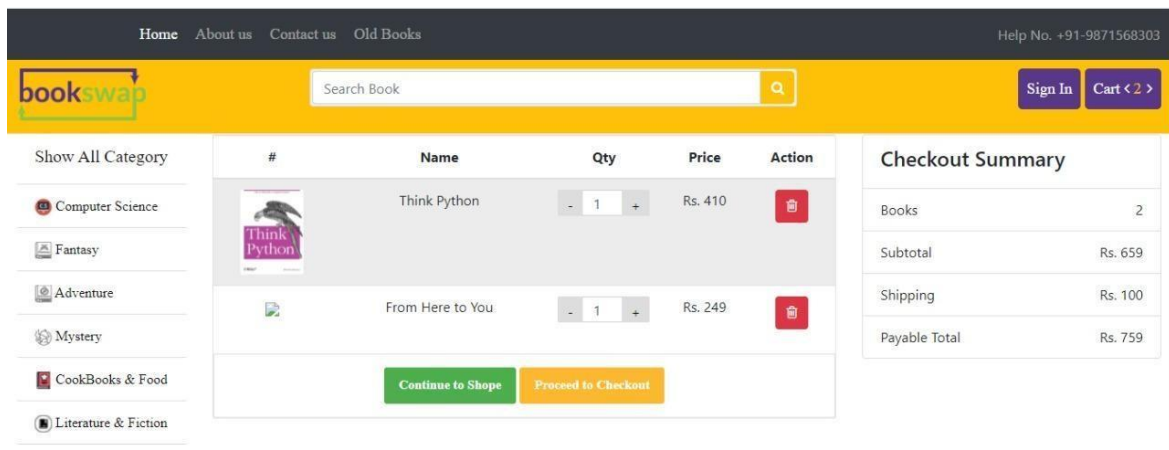 Home About us Contact us Old Books Help No. +91-9871568303
bookswap Search Book Sign In Cart < 2 >
Show All Category
Computer Science
Fantasy
Adventure
Mystery
CookBooks & Food
Literature & Fiction
# Name Qty Price Action
Think Python
Think Python - 1 + Rs. 410
From Here to You - 1 + Rs. 249
Continue to Shope Proceed to Checkout
Checkout Summary
Books 2
Subtotal Rs. 659
Shipping Rs. 100
Payable Total Rs. 759